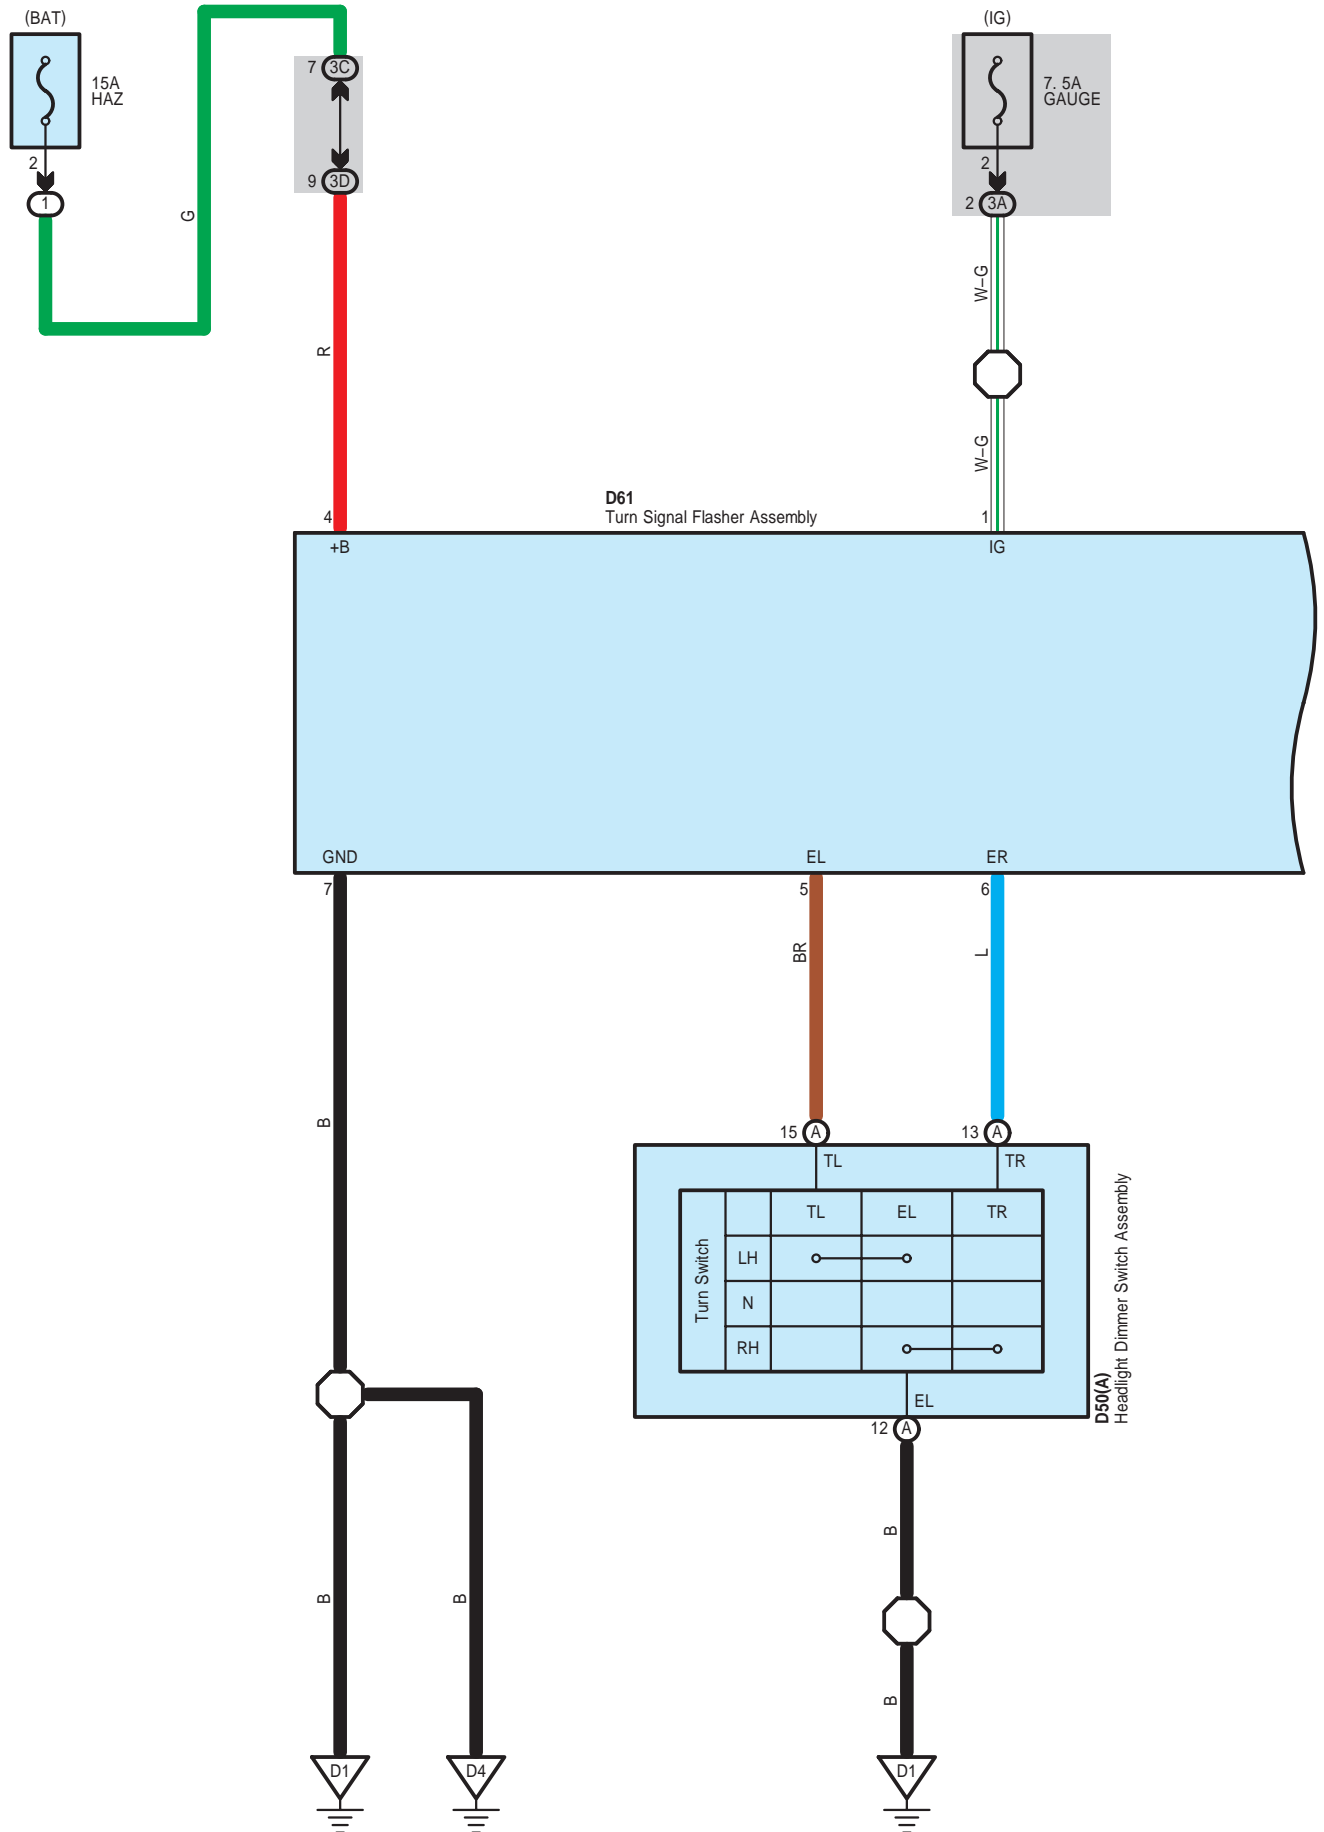 (BAT)
(IG)
15A
HAZ
7. 5A
GAUGE
7 3C
2
2
9 3D
1
2 3A
G
W–G
R
W–G
D61
Turn Signal Flasher Assembly
4
1
+B
IG
GND
EL
ER
7
5
6
BR
L
B
15 A
13 A
TL
TR
Turn Switch
TL EL TR
LH
N
RH
EL
D50(A)
Headlight Dimmer Switch Assembly
12 A
B
B
B
B
D1
D4
D1